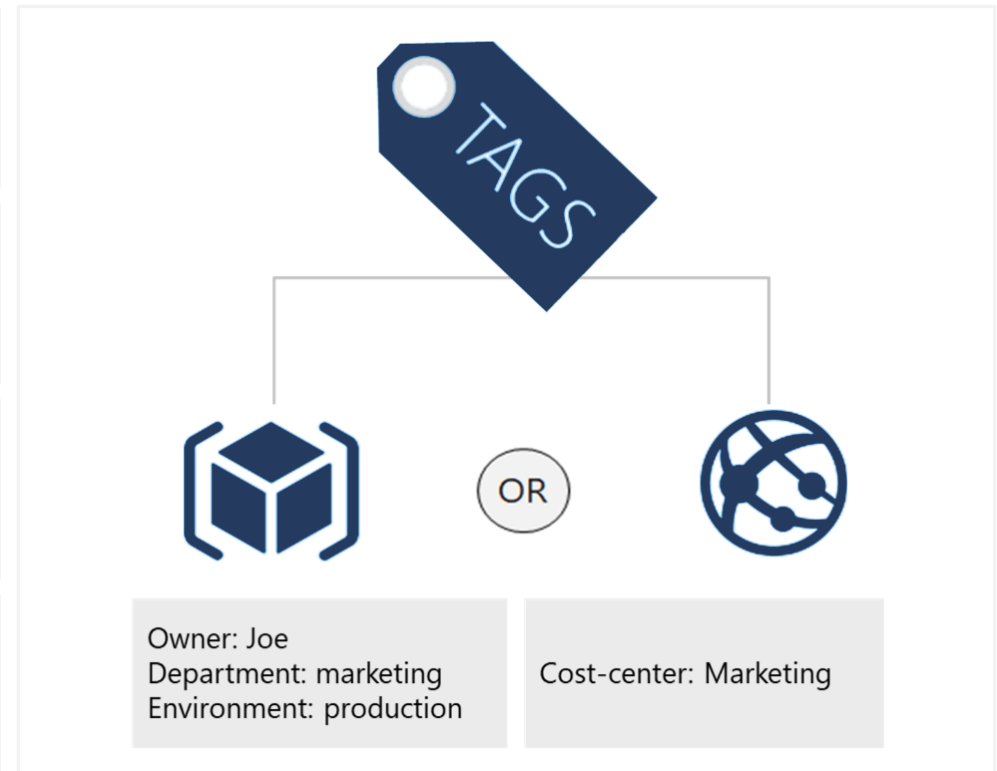 TAGS
OR
Owner: Joe
Department: marketing
Environment: production
Cost-center: Marketing